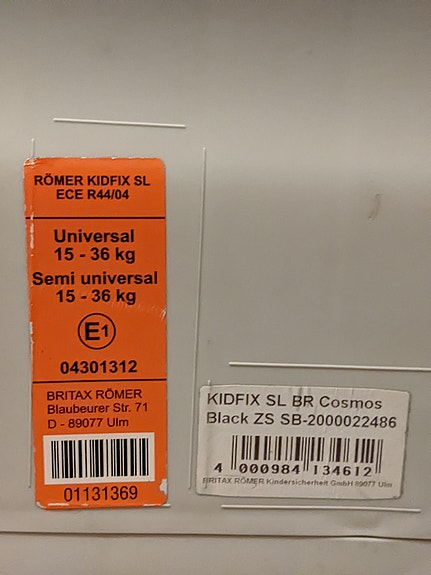 RÖMER KIDFIX SL
ECE R44/04
Universal
15 - 36 kg
Semi universal
15 - 36 kg
E1
04301312
BRITAX RÖMER
Blaubeurer Str. 71
D - 89077 Ulm
01131369
KIDFIX SL BR Cosmos
Black ZS SB-2000022486
4 000984 134612
BRITAX RÖMER Kindersicherheit GmbH 89077 Ulm